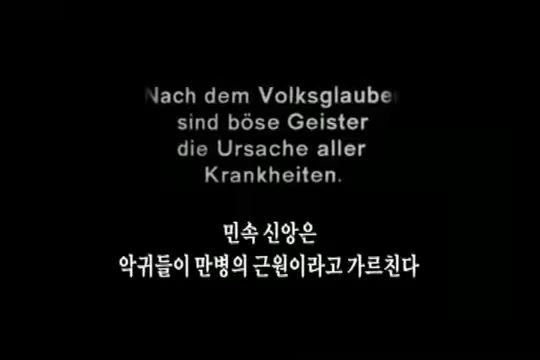 Nach dem Volksglauben
sind böse Geister
die Ursache aller
Krankheiten.
민속 신앙은
악귀들이 만병의 근원이라고 가르친다